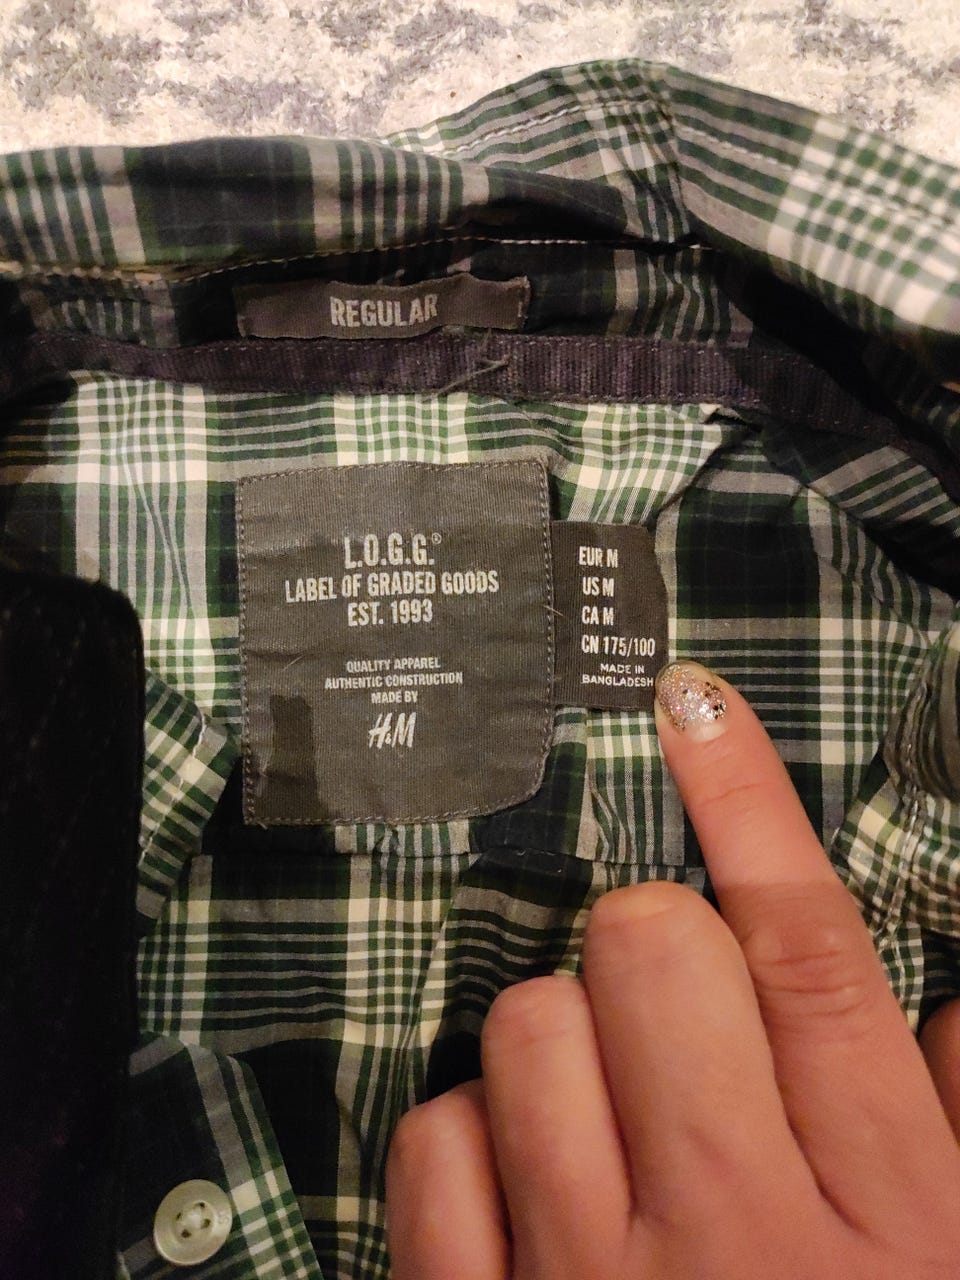 REGULAR
L.O.G.G.®
LABEL OF GRADED GOODS
EST. 1993
QUALITY APPAREL
AUTHENTIC CONSTRUCTION
MADE BY
H&M
EUR M
US M
CA M
CN 175/100
MADE IN
BANGLADESH